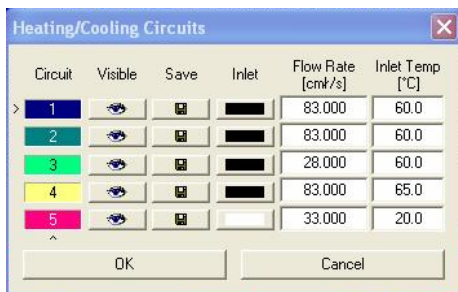 Heating/Cooling Circuits
Circuit Visible Save Inlet Flow Rate [cm³/s] Inlet Temp [°C]
> 1 83.000 60.0
2 83.000 60.0
3 28.000 60.0
4 83.000 65.0
5 33.000 20.0
^
OK Cancel